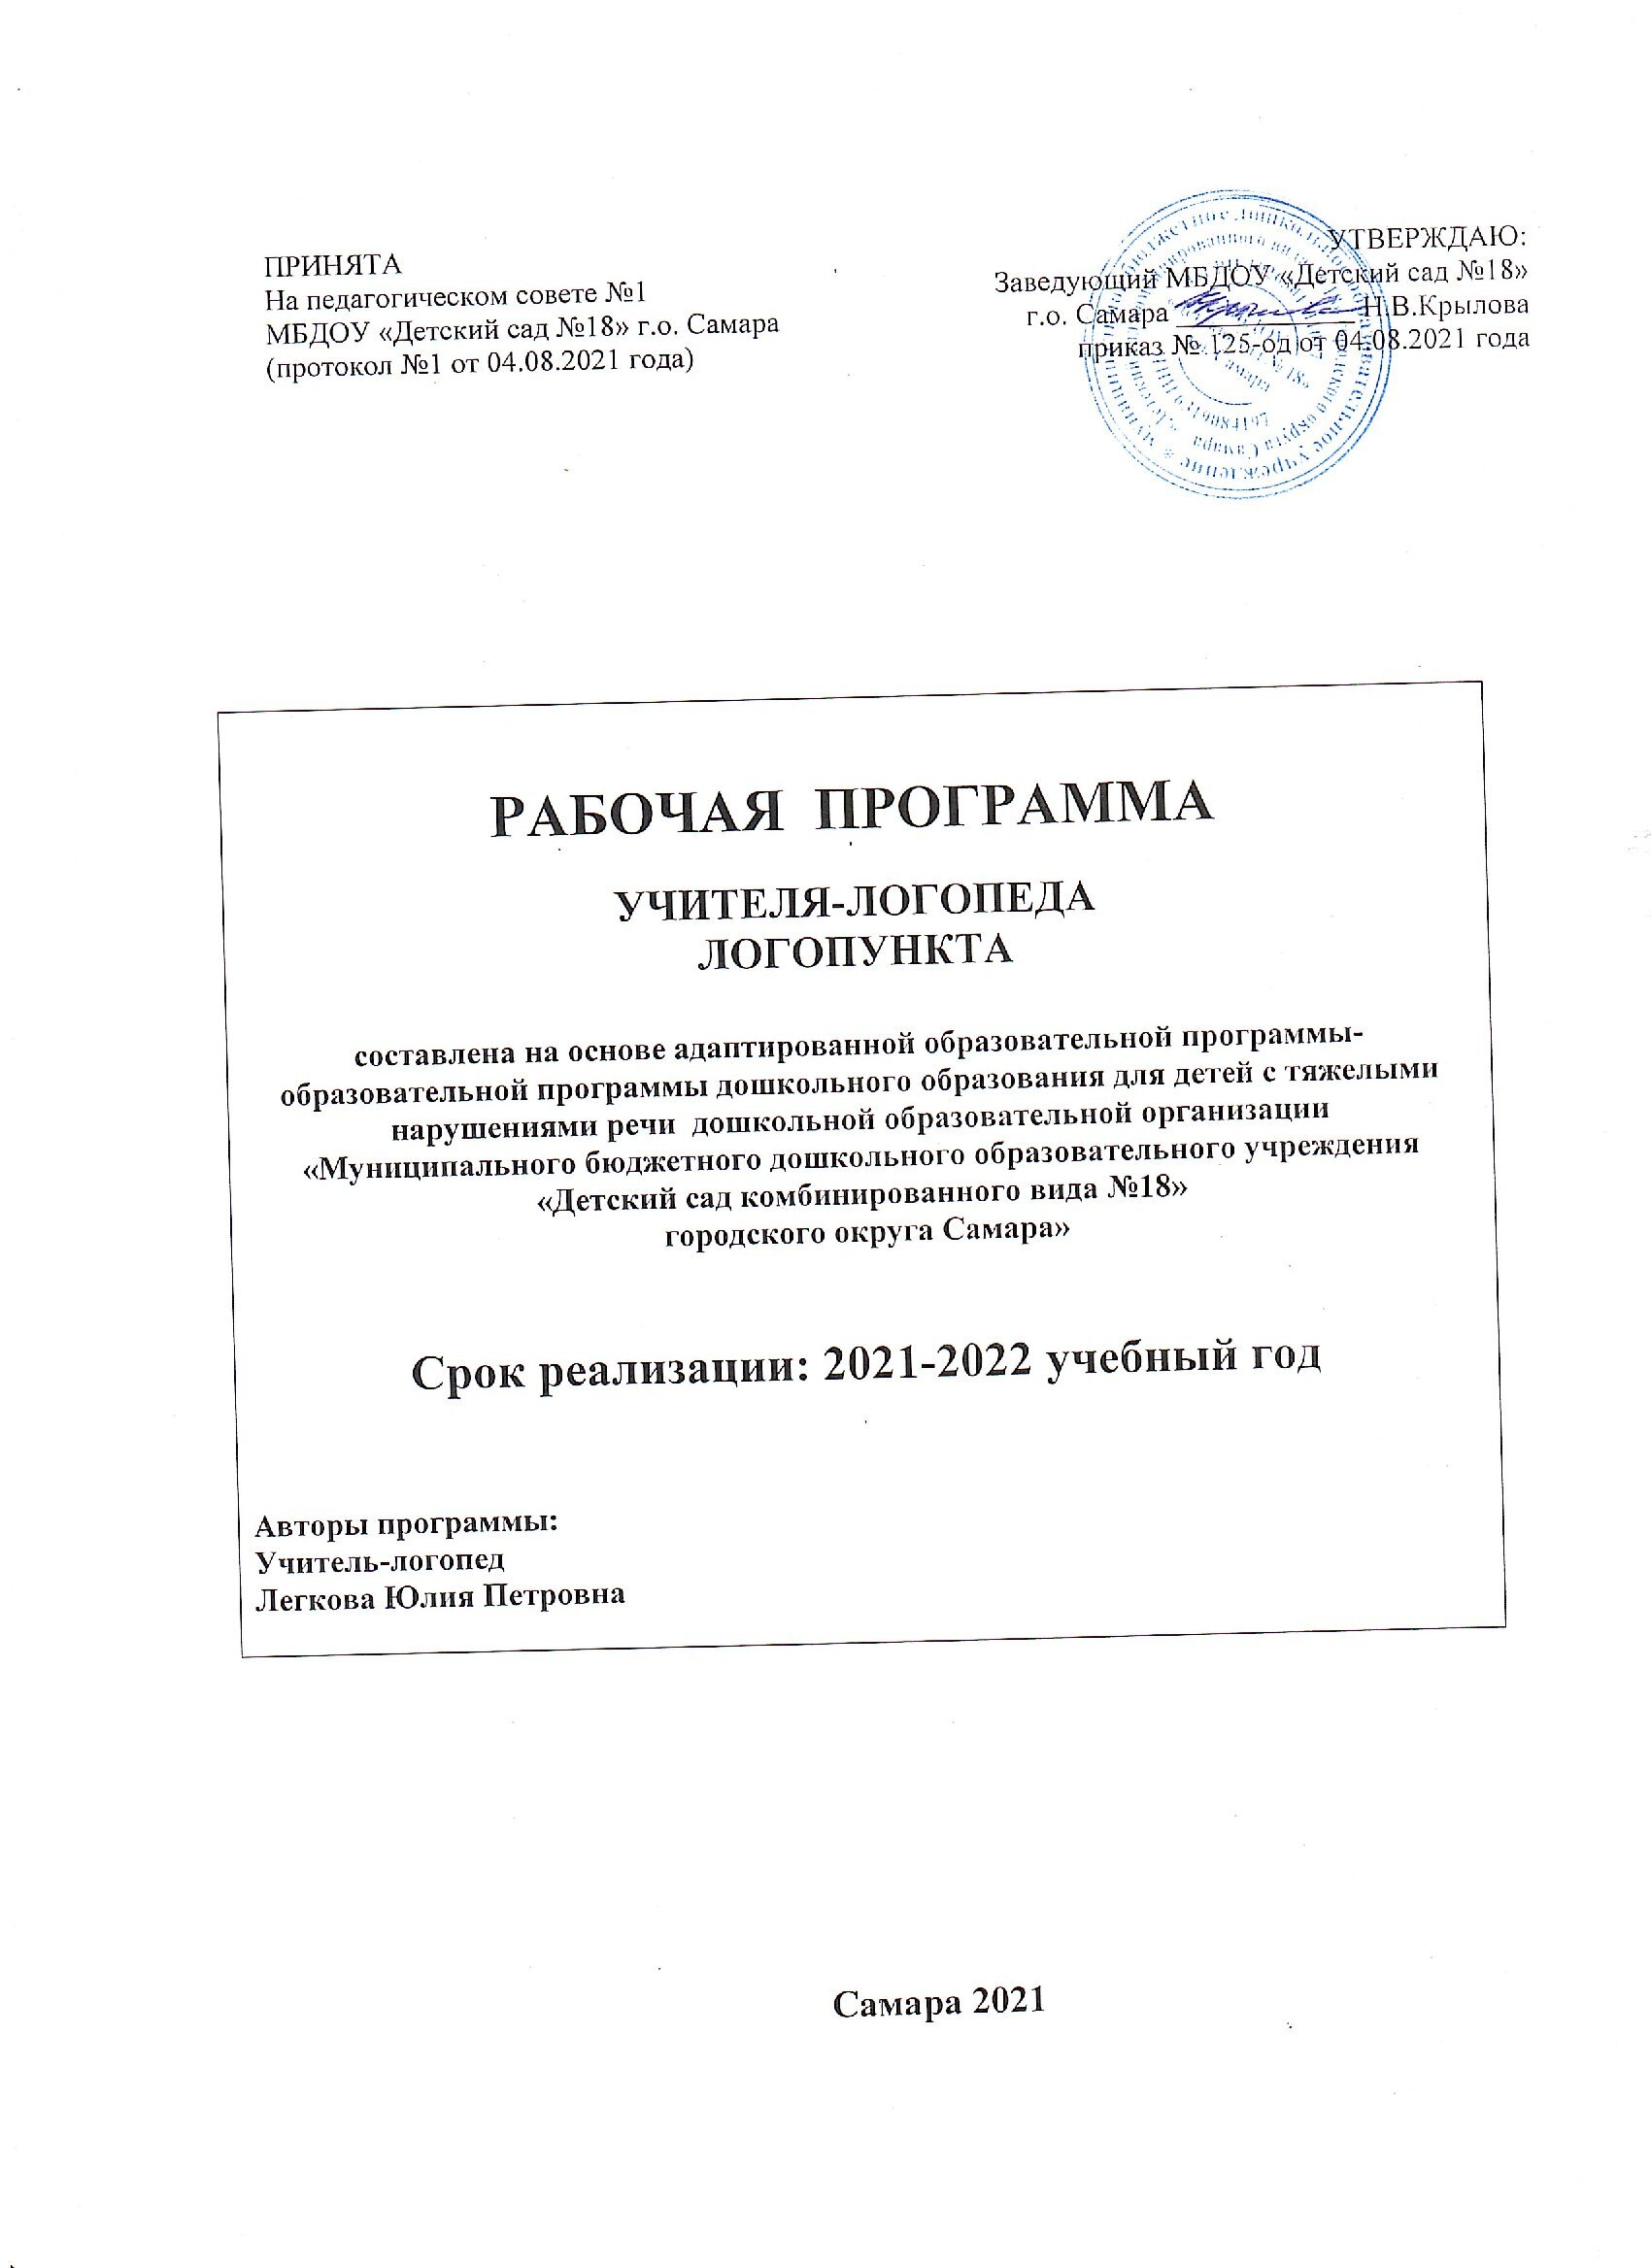 ПРИНЯТА
На педагогическом совете №1
МБДОУ «Детский сад №18» г.о. Самара
(протокол №1 от 04.08.2021 года)
УТВЕРЖДАЮ:
Заведующий МБДОУ «Детский сад №18»
г.о. Самара Н.В.Крылова
приказ № 125-од от 04.08.2021 года
РАБОЧАЯ ПРОГРАММА
УЧИТЕЛЯ-ЛОГОПЕДА
ЛОГОПУНКТА
составлена на основе адаптированной образовательной программы-
образовательной программы дошкольного образования для детей с тяжелыми
нарушениями речи дошкольной образовательной организации
«Муниципального бюджетного дошкольного образовательного учреждения
«Детский сад комбинированного вида №18»
городского округа Самара»
Срок реализации: 2021-2022 учебный год
Авторы программы:
Учитель-логопед
Легкова Юлия Петровна
Самара 2021